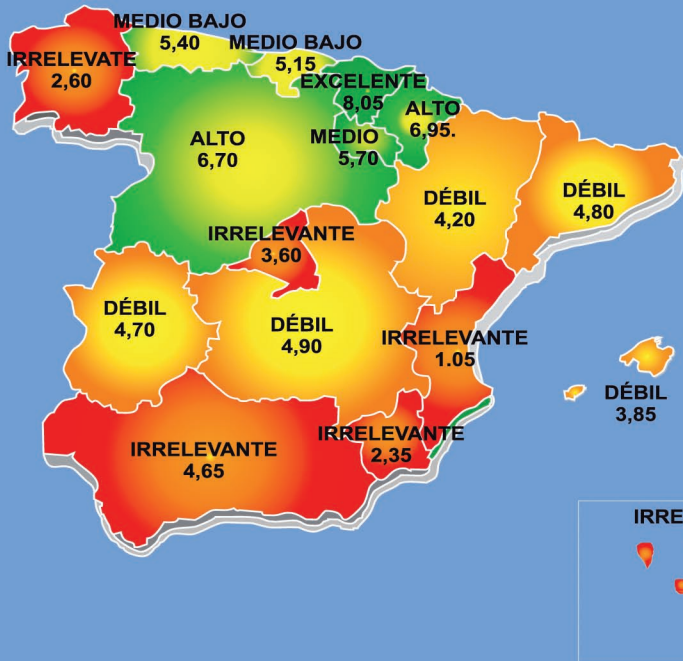 MEDIO BAJO
5,40
MEDIO BAJO
5,15
IRRELEVATE
2,60
EXCELENTE
8,05
ALTO
6,95.
ALTO
6,70
MEDIO
5,70
DÉBIL
4,20
DÉBIL
4,80
IRRELEVANTE
3,60
DÉBIL
4,70
DÉBIL
4,90
IRRELEVANTE
1.05
DÉBIL
3,85
IRRELEVANTE
4,65
IRRELEVANTE
2,35
IRRE